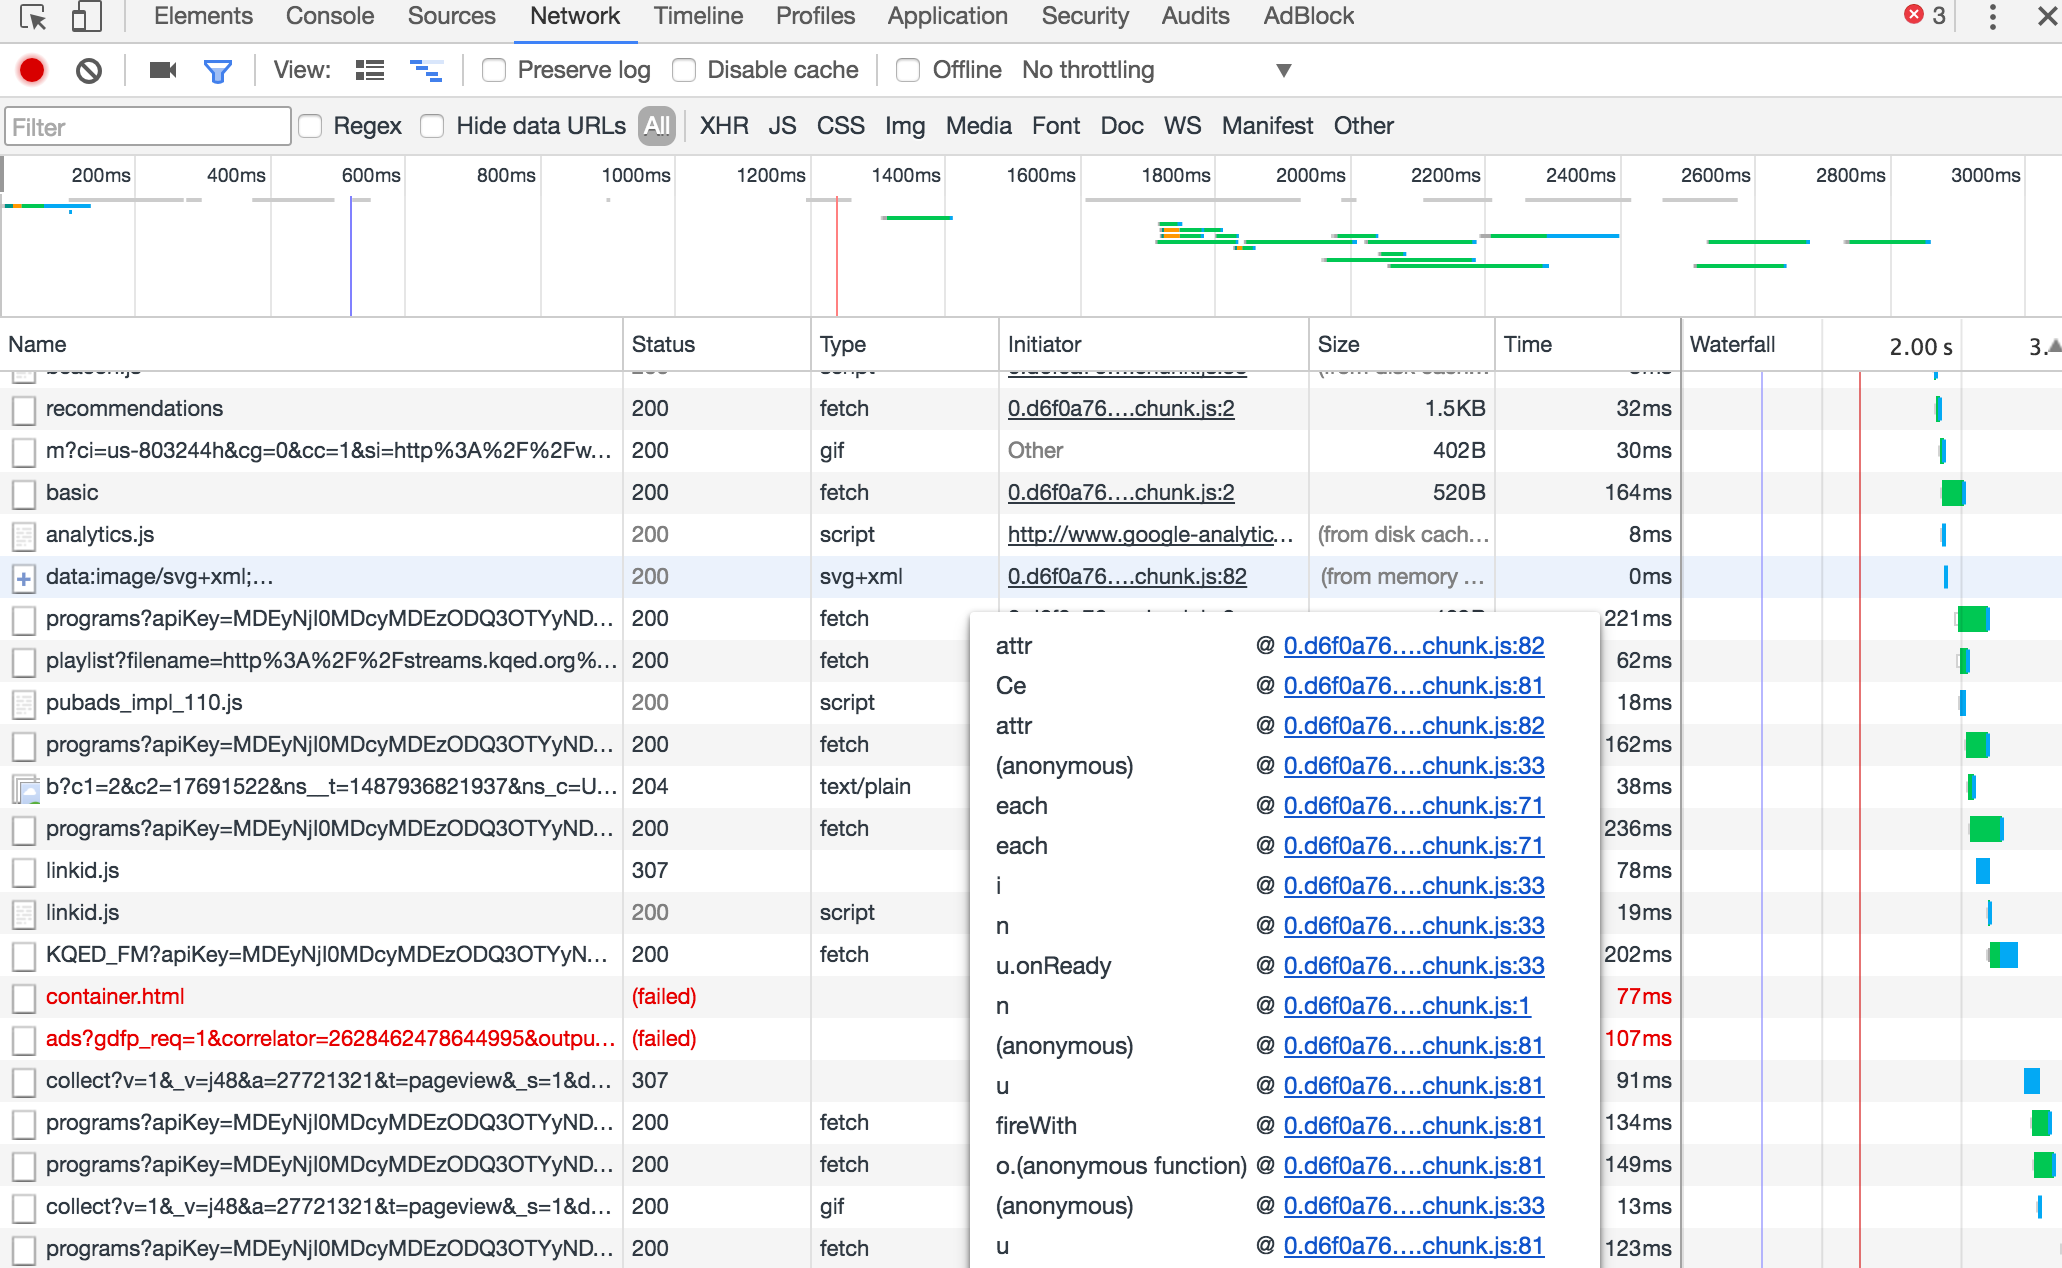 Elements Console Sources Network Timeline Profiles Application Security Audits AdBlock 3
View: Preserve log Disable cache Offline No throttling
Filter Regex Hide data URLs All XHR JS CSS Img Media Font Doc WS Manifest Other
200ms 400ms 600ms 800ms 1000ms 1200ms 1400ms 1600ms 1800ms 2000ms 2200ms 2400ms 2600ms 2800ms 3000ms
Name Status Type Initiator Size Time Waterfall 2.00 s 3.
recommendations 200 fetch 0.d6f0a76….chunk.js:2 1.5KB 32ms
m?ci=us-803244h&cg=0&cc=1&si=http%3A%2F%2Fw… 200 gif Other 402B 30ms
basic 200 fetch 0.d6f0a76….chunk.js:2 520B 164ms
analytics.js 200 script http://www.google-analytic… (from disk cach… 8ms
data:image/svg+xml;… 200 svg+xml 0.d6f0a76….chunk.js:82 (from memory … 0ms
programs?apiKey=MDEyNjI0MDcyMDEzODQ3OTYyND… 200 fetch 221ms
playlist?filename=http%3A%2F%2Fstreams.kqed.org%… 200 fetch 62ms
pubads_impl_110.js 200 script 18ms
programs?apiKey=MDEyNjI0MDcyMDEzODQ3OTYyND… 200 fetch 162ms
b?c1=2&c2=17691522&ns__t=1487936821937&ns_c=U… 204 text/plain 38ms
programs?apiKey=MDEyNjI0MDcyMDEzODQ3OTYyND… 200 fetch 236ms
linkid.js 307 78ms
linkid.js 200 script 19ms
KQED_FM?apiKey=MDEyNjI0MDcyMDEzODQ3OTYyN… 200 fetch 202ms
container.html (failed) 77ms
ads?gdfp_req=1&correlator=2628462478644995&outpu… (failed) 107ms
collect?v=1&_v=j48&a=27721321&t=pageview&_s=1&d… 307 91ms
programs?apiKey=MDEyNjI0MDcyMDEzODQ3OTYyND… 200 fetch 134ms
programs?apiKey=MDEyNjI0MDcyMDEzODQ3OTYyND… 200 fetch 149ms
collect?v=1&_v=j48&a=27721321&t=pageview&_s=1&d… 200 gif 13ms
programs?apiKey=MDEyNjI0MDcyMDEzODQ3OTYyND… 200 fetch 123ms
attr @ 0.d6f0a76….chunk.js:82
Ce @ 0.d6f0a76….chunk.js:81
attr @ 0.d6f0a76….chunk.js:82
(anonymous) @ 0.d6f0a76….chunk.js:33
each @ 0.d6f0a76….chunk.js:71
each @ 0.d6f0a76….chunk.js:71
i @ 0.d6f0a76….chunk.js:33
n @ 0.d6f0a76….chunk.js:33
u.onReady @ 0.d6f0a76….chunk.js:33
n @ 0.d6f0a76….chunk.js:1
(anonymous) @ 0.d6f0a76….chunk.js:81
u @ 0.d6f0a76….chunk.js:81
fireWith @ 0.d6f0a76….chunk.js:81
o.(anonymous function) @ 0.d6f0a76….chunk.js:81
(anonymous) @ 0.d6f0a76….chunk.js:33
u @ 0.d6f0a76….chunk.js:81